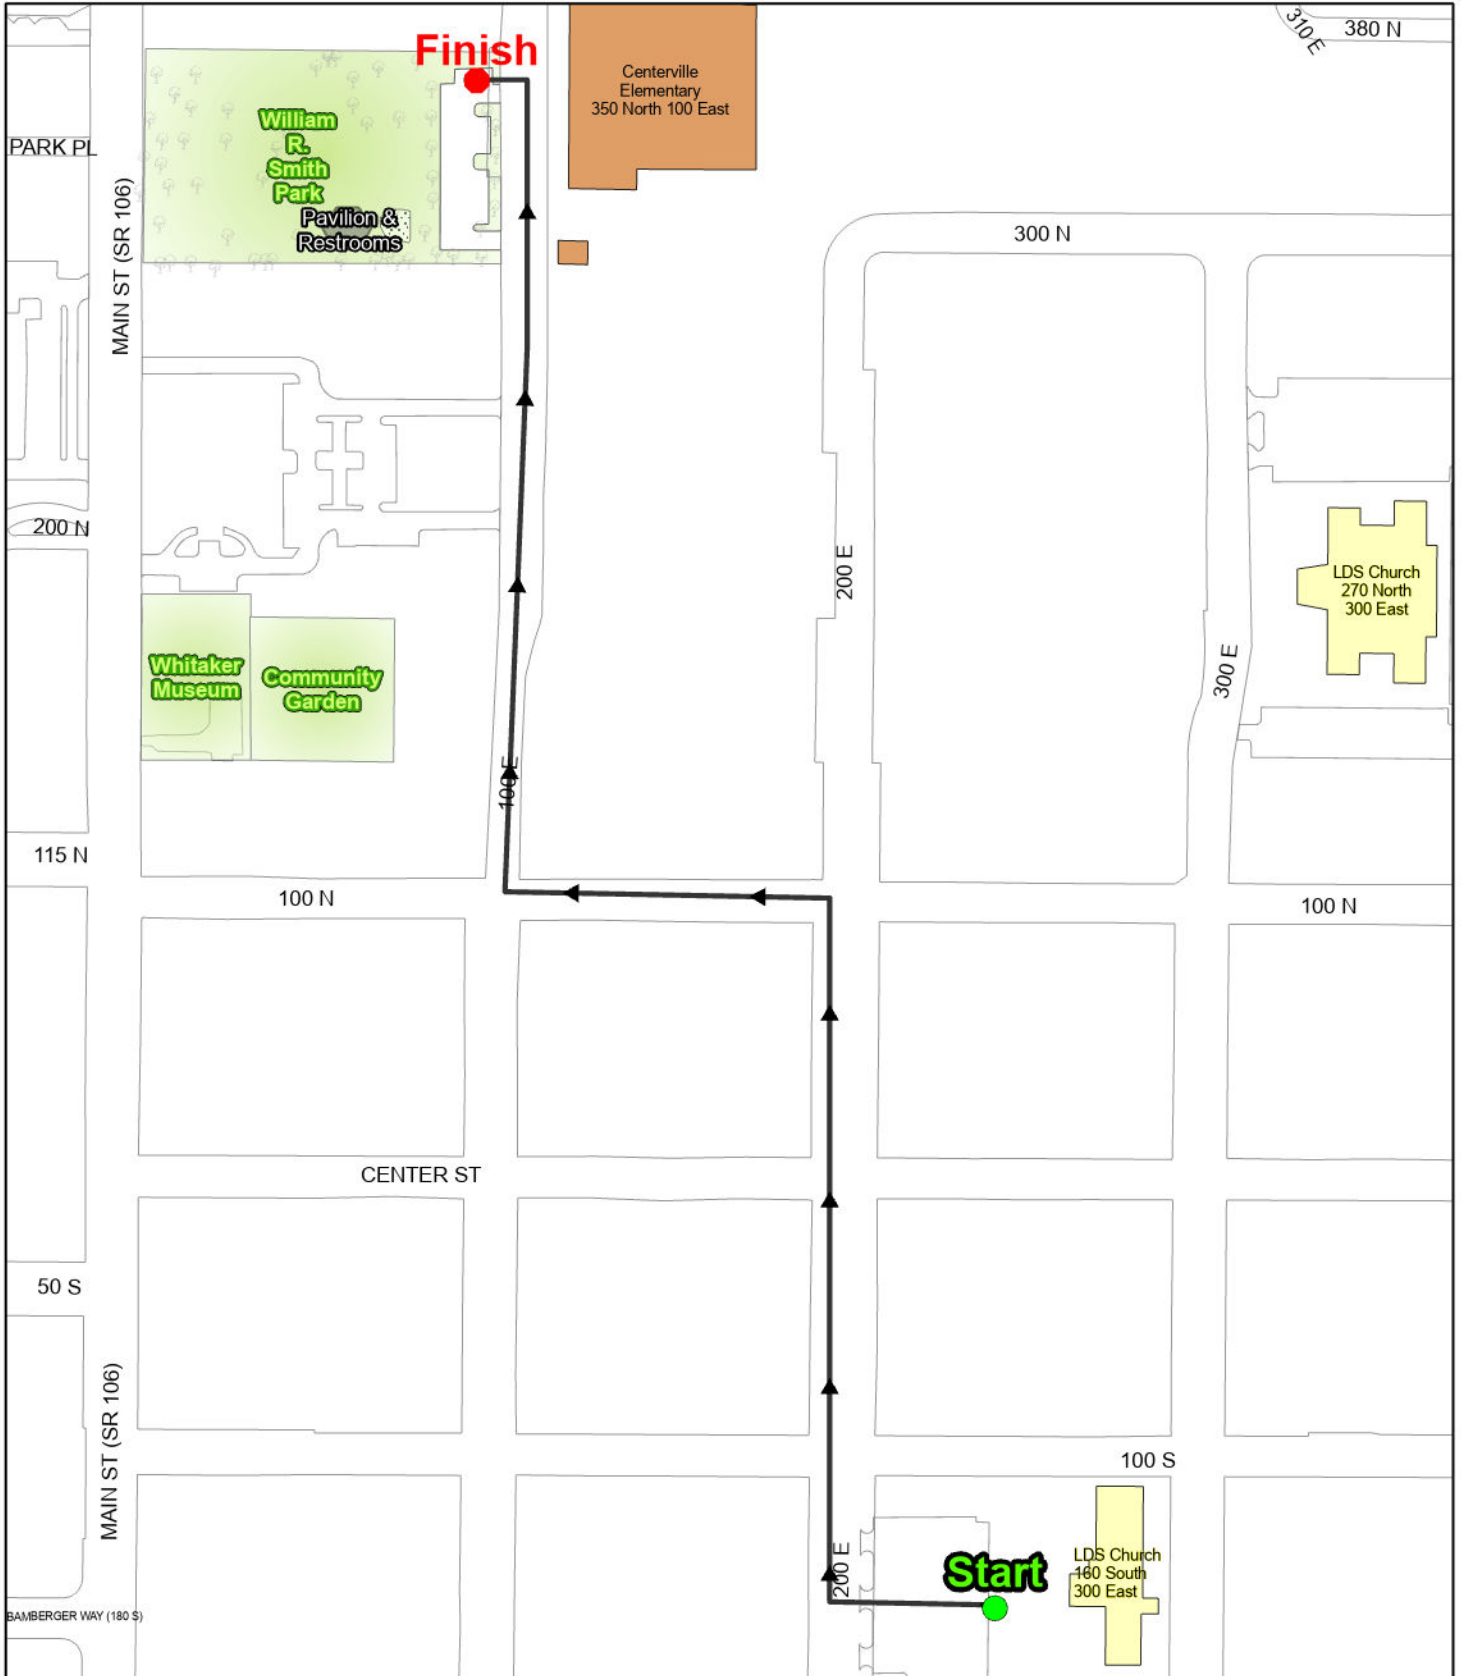 310 E
380 N
Finish
Centerville
Elementary
350 North 100 East
William
R.
Smith
Park
PARK PL
Pavilion &
Restrooms
MAIN ST (SR 106)
300 N
200 N
200 E
LDS Church
270 North
300 East
Whitaker
Museum
Community
Garden
300 E
100 E
115 N
100 N
100 N
CENTER ST
50 S
MAIN ST (SR 106)
100 S
200 E
Start
LDS Church
160 South
300 East
BAMBERGER WAY (180 S)